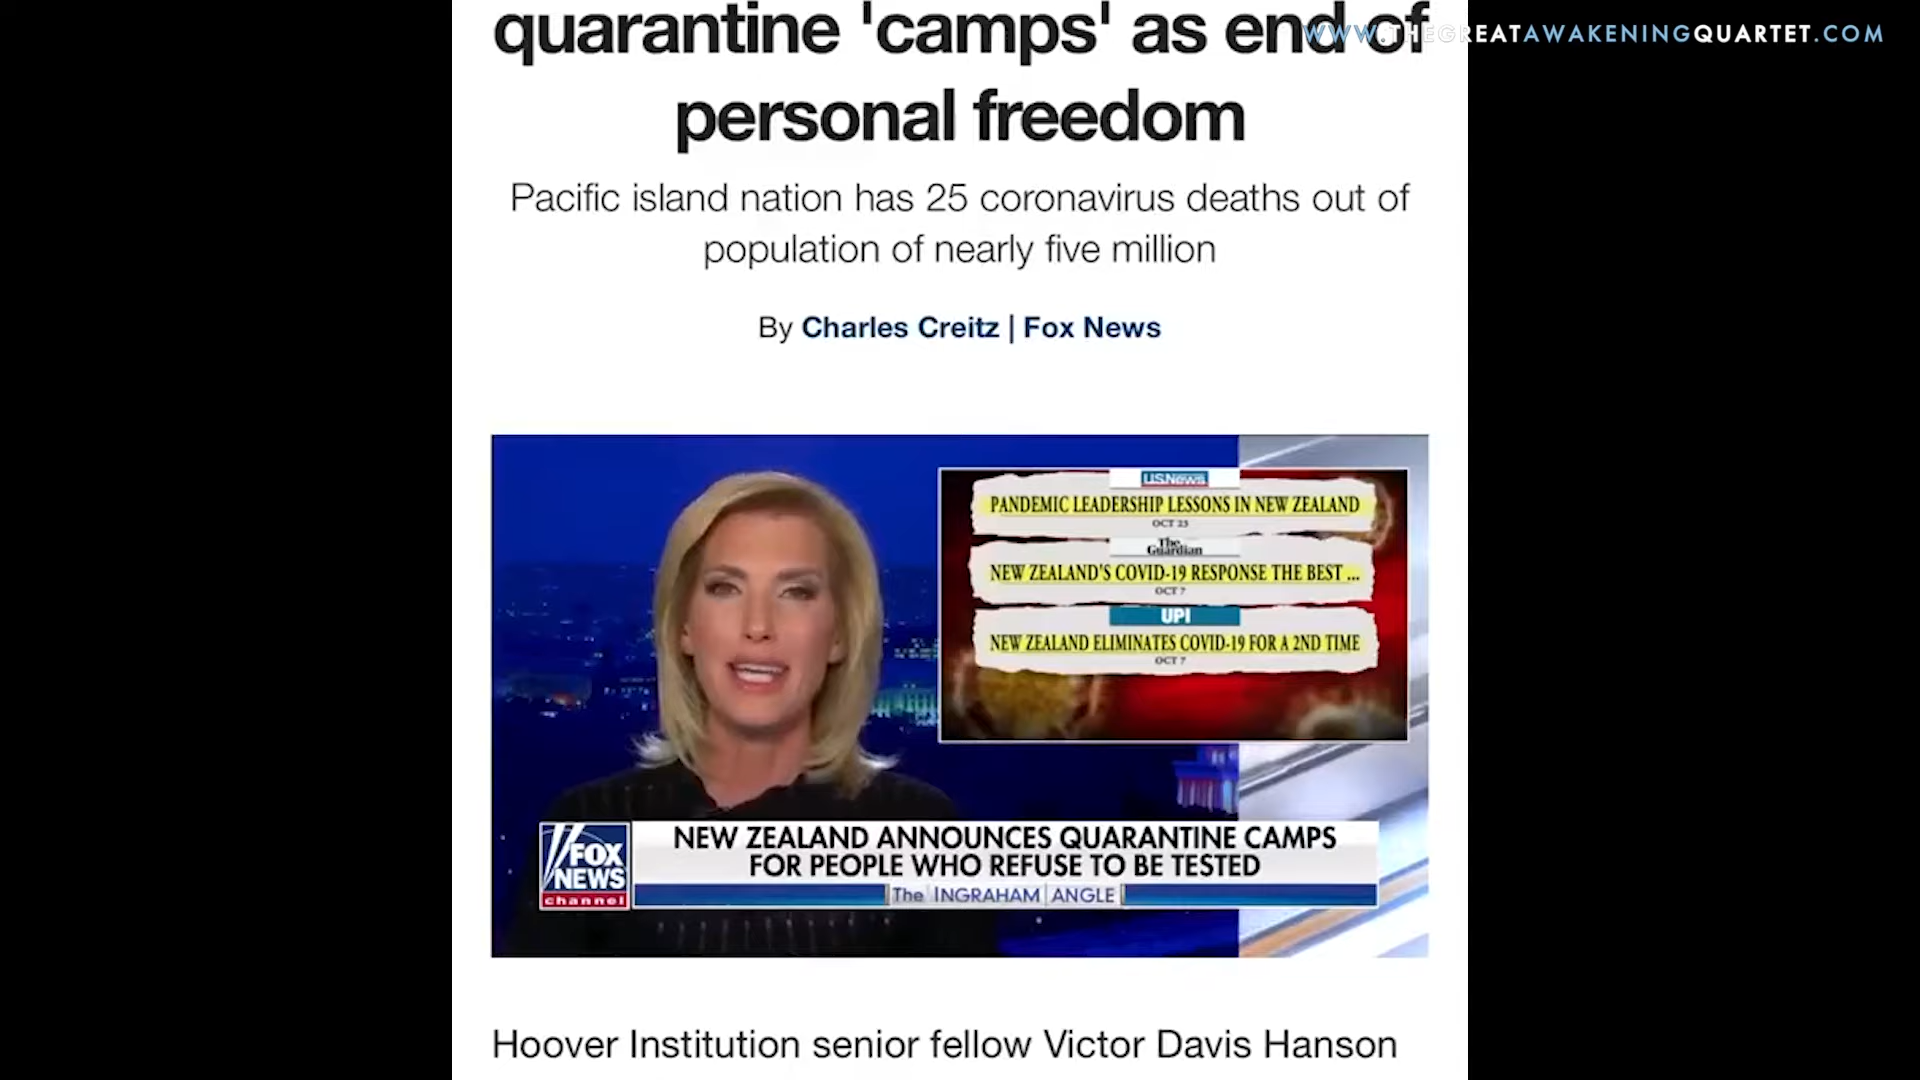 WWW.THEGREATAWAKENINGQUARTET.COM
quarantine 'camps' as end of
personal freedom
Pacific island nation has 25 coronavirus deaths out of
population of nearly five million
By Charles Creitz | Fox News
U.S.News
PANDEMIC LEADERSHIP LESSONS IN NEW ZEALAND
OCT 23
The
Guardian
NEW ZEALAND'S COVID-19 RESPONSE THE BEST ...
OCT 7
UPI
NEW ZEALAND ELIMINATES COVID-19 FOR A 2ND TIME
OCT 7
FOX
NEWS
channel
NEW ZEALAND ANNOUNCES QUARANTINE CAMPS
FOR PEOPLE WHO REFUSE TO BE TESTED
The INGRAHAM ANGLE
Hoover Institution senior fellow Victor Davis Hanson